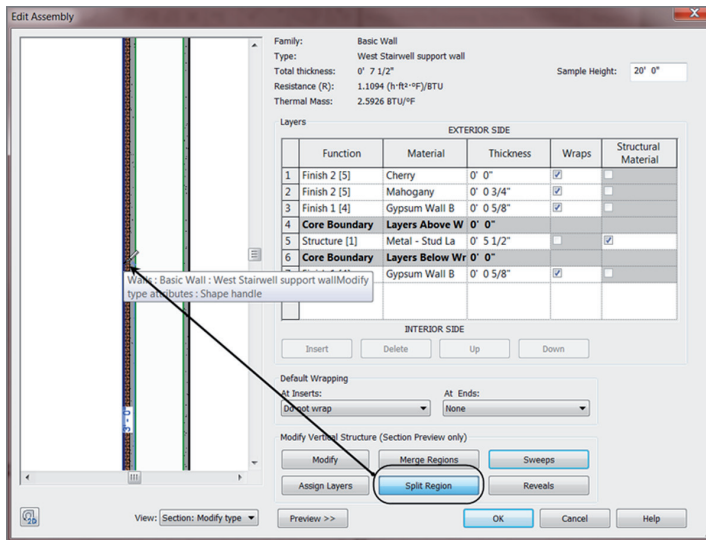 Edit Assembly
Family: Basic Wall
Type: West Stairwell support wall
Total thickness: 0' 7 1/2" Sample Height: 20' 0"
Resistance (R): 1.1094 (h·ft²·ºF)/BTU
Thermal Mass: 2.5926 BTU/ºF
Layers
EXTERIOR SIDE
Function Material Thickness Wraps Structural Material
1 Finish 2 [5] Cherry 0' 0"
2 Finish 2 [5] Mahogany 0' 0 3/4"
3 Finish 1 [4] Gypsum Wall B 0' 0 5/8"
4 Core Boundary Layers Above W 0' 0"
5 Structure [1] Metal - Stud La 0' 5 1/2"
6 Core Boundary Layers Below Wr 0' 0"
Gypsum Wall B 0' 0 5/8"
Walls : Basic Wall : West Stairwell support wallModify
type attributes : Shape handle
INTERIOR SIDE
Insert Delete Up Down
Default Wrapping
At Inserts: At Ends:
Do not wrap None
3' - 0"
Modify Vertical Structure (Section Preview only)
Modify Merge Regions Sweeps
Assign Layers Split Region Reveals
View: Section: Modify type Preview >> OK Cancel Help